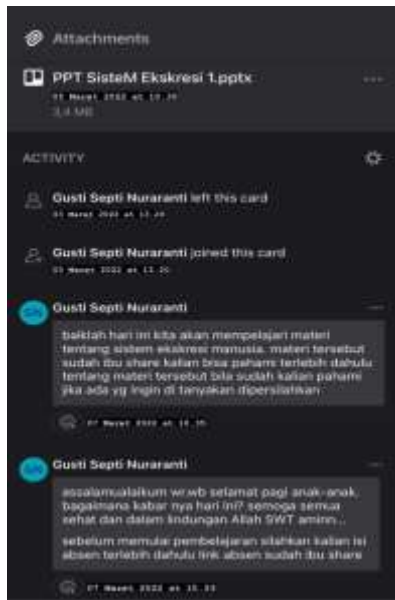 Attachments
PPT SisteM Ekskresi 1.pptx
3,4 MB
ACTIVITY
Gusti Septi Nuraranti left this card
Gusti Septi Nuraranti joined this card
Gusti Septi Nuraranti
baiklah hari ini kita akan mempelajari materi
tentang sistem ekskresi manusia. materi tersebut
sudah ibu share kalian bisa pahami terlebih dahulu
tentang materi tersebut bila sudah kalian pahami
jika ada yg ingin di tanyakan dipersilahkan
Gusti Septi Nuraranti
assalamualaikum wr.wb selamat pagi anak-anak,
bagaimana kabar nya hari ini? semoga semua
sehat dan dalam lindungan Allah SWT aminn...
sebelum memulai pembelajaran silahkan kalian isi
absen terlebih dahulu link absen sudah ibu share